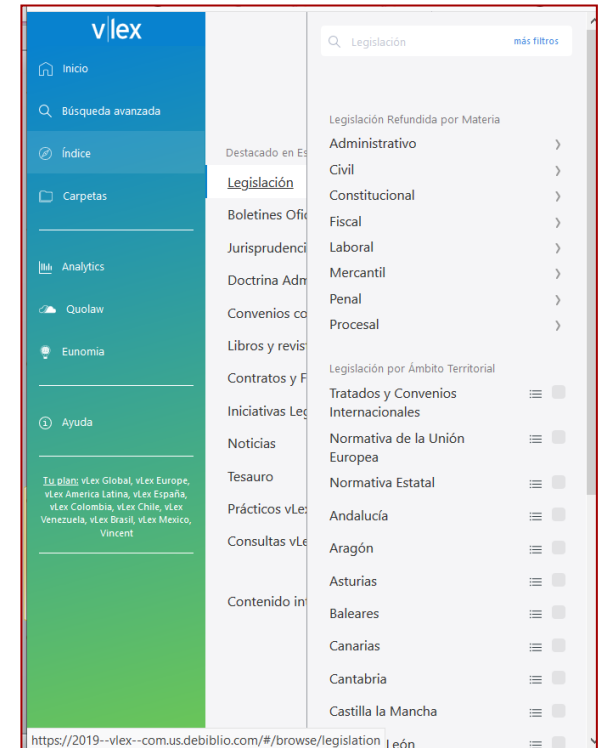 v|lex
Inicio
Búsqueda avanzada
Índice
Carpetas
Analytics
Quolaw
Eunomia
Ayuda
Tu plan: vLex Global, vLex Europe,
vLex America Latina, vLex España,
vLex Colombia, vLex Chile, vLex
Venezuela, vLex Brasil, vLex Mexico,
Vincent
Destacado en Es
Legislación
Boletines Ofic
Jurisprudenci
Doctrina Adm
Convenios co
Libros y revis
Contratos y F
Iniciativas Leg
Noticias
Tesauro
Prácticos vLex
Consultas vLe
Contenido int
Legislación
más filtros
Legislación Refundida por Materia
Administrativo
Civil
Constitucional
Fiscal
Laboral
Mercantil
Penal
Procesal
Legislación por Ámbito Territorial
Tratados y Convenios
Internacionales
Normativa de la Unión
Europea
Normativa Estatal
Andalucía
Aragón
Asturias
Baleares
Canarias
Cantabria
Castilla la Mancha
León
https://2019--vlex--com.us.debiblio.com/#/browse/legislation